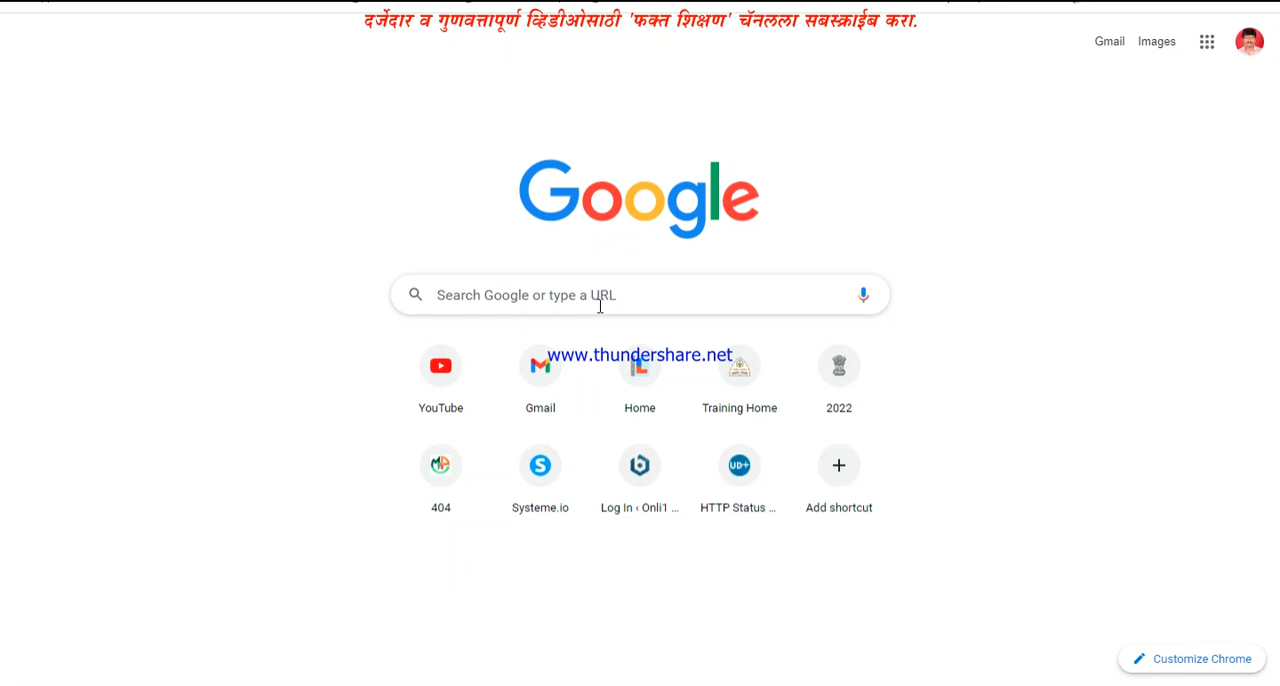 दर्जेदार व गुणवत्तापूर्ण व्हिडीओसाठी 'फक्त शिक्षण' चॅनलला सबस्क्राईब करा.
Gmail Images
Google
Search Google or type a URL
www.thundershare.net
YouTube Gmail Home Training Home 2022
UD+
404 Systeme.io Log In ‹ Onli1 ... HTTP Status ... Add shortcut
Customize Chrome